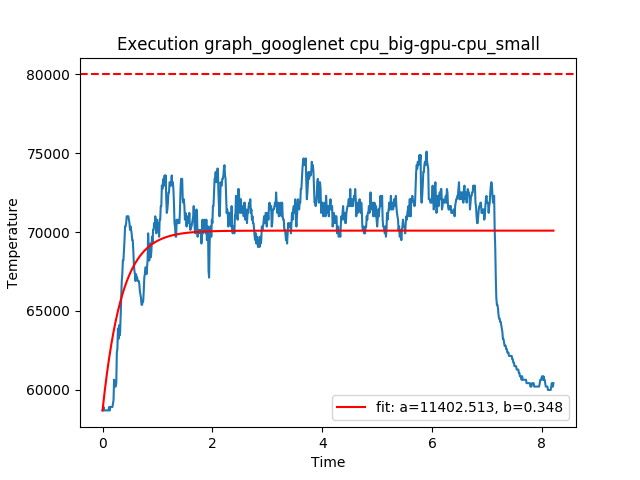 Execution graph_googlenet cpu_big-gpu-cpu_small
80000
75000
70000
65000
60000
Temperature
0
2
4
6
8
Time
fit: a=11402.513, b=0.348